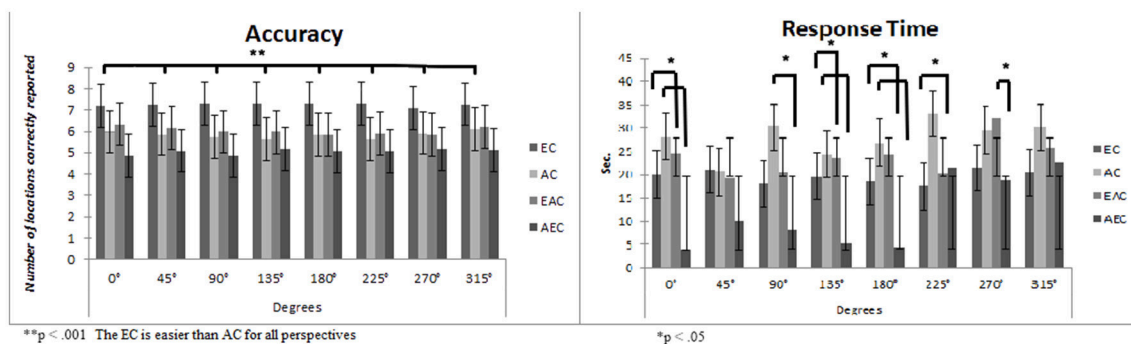 Accuracy
**
Number of locations correctly reported
9
8
7
6
5
4
3
2
1
0
0° 45° 90° 135° 180° 225° 270° 315°
Degrees
EC
AC
EAC
AEC
**p < .001 The EC is easier than AC for all perspectives
Response Time
* * * * * * *
Sec.
45
40
35
30
25
20
15
10
5
0
0° 45° 90° 135° 180° 225° 270° 315°
Degrees
EC
AC
EAC
AEC
*p < .05